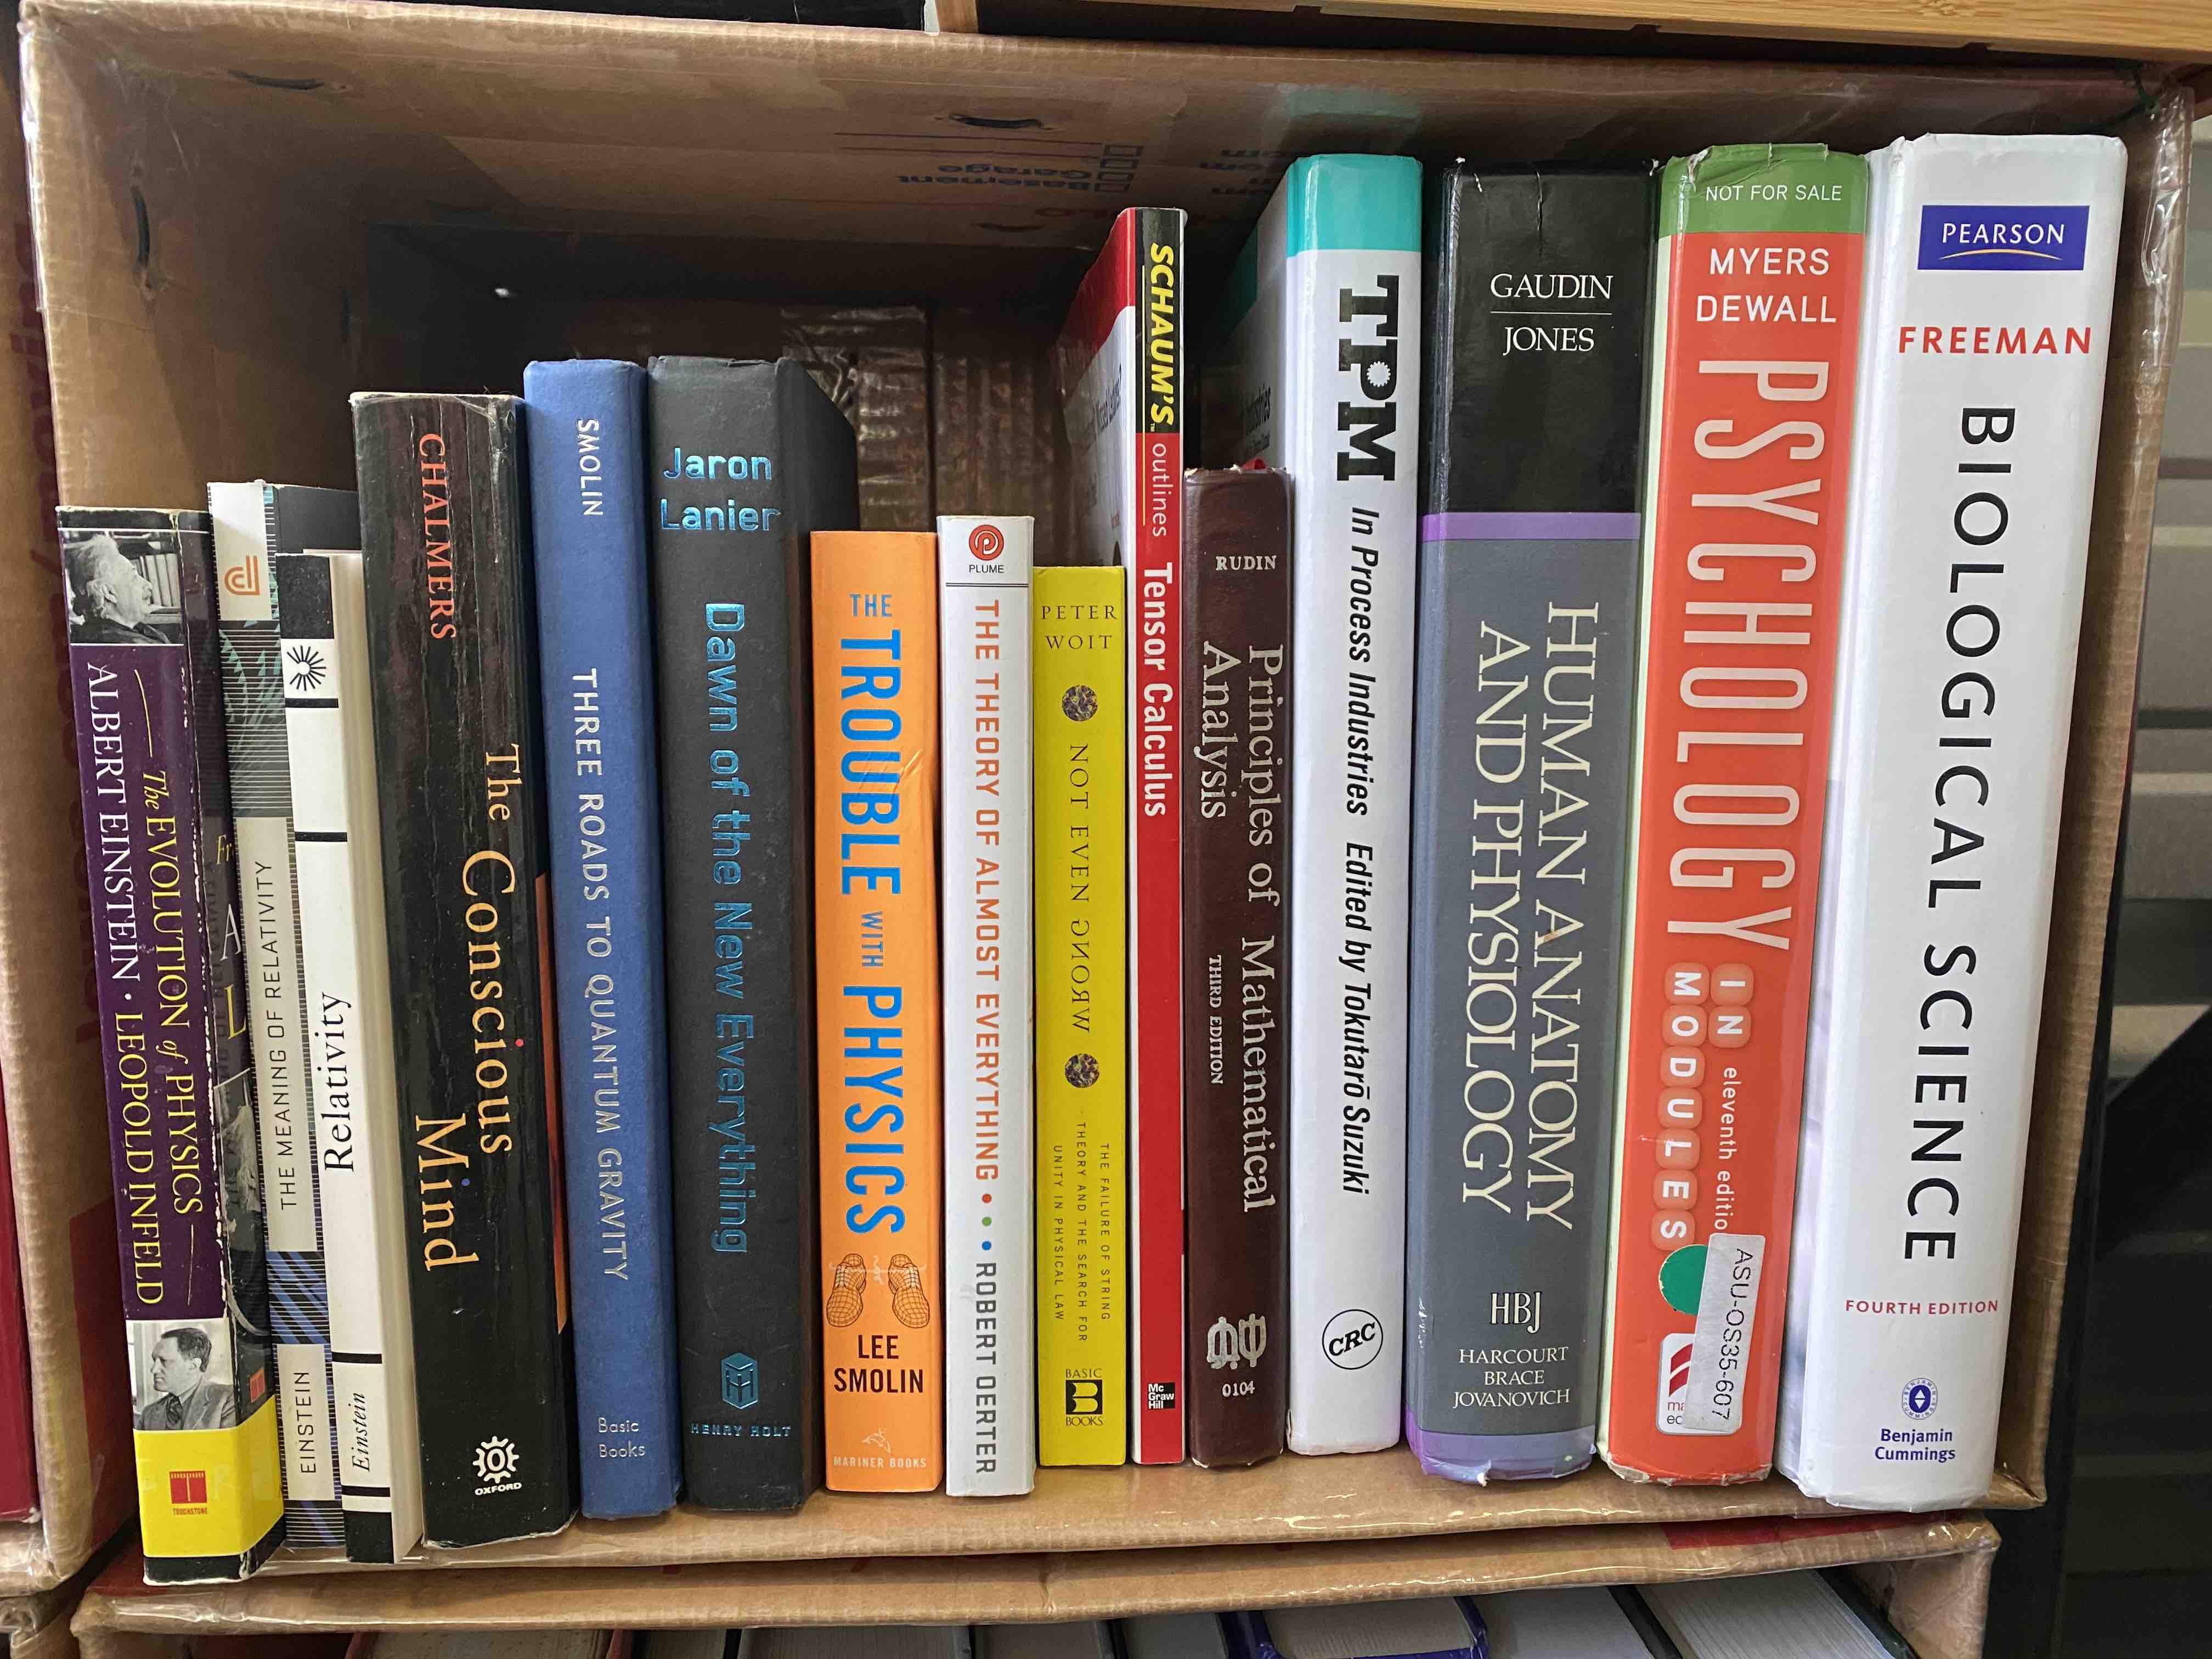 Basement
Garage
The EVOLUTION of PHYSICS
ALBERT EINSTEIN · LEOPOLD INFELD
TOUCHSTONE
THE MEANING OF RELATIVITY
EINSTEIN
Relativity
Einstein
CHALMERS
The Conscious
Mind
OXFORD
SMOLIN
THREE ROADS TO QUANTUM GRAVITY
Basic
Books
Jaron
Lanier
Dawn of the New Everything
HENRY HOLT
THE TROUBLE WITH PHYSICS
LEE
SMOLIN
MARINER BOOKS
PLUME
THE THEORY OF ALMOST EVERYTHING • • • ROBERT OERTER
PETER
WOIT
NOT EVEN WRONG
THE FAILURE OF STRING
THEORY AND THE SEARCH FOR
UNITY IN PHYSICAL LAW
BASIC
B
BOOKS
SCHAUM'S™ outlines Tensor Calculus
Mc
Graw
Hill
RUDIN
Principles of Mathematical
Analysis THIRD EDITION
0104
TPM In Process Industries Edited by Tokutarō Suzuki
CRC
GAUDIN
JONES
HUMAN ANATOMY
AND PHYSIOLOGY
HBJ
HARCOURT
BRACE
JOVANOVICH
NOT FOR SALE
MYERS
DEWALL
PSYCHOLOGY
IN eleventh editio
MODULES
ASU-OS35-607
PEARSON
FREEMAN
BIOLOGICAL SCIENCE
FOURTH EDITION
Benjamin
Cummings